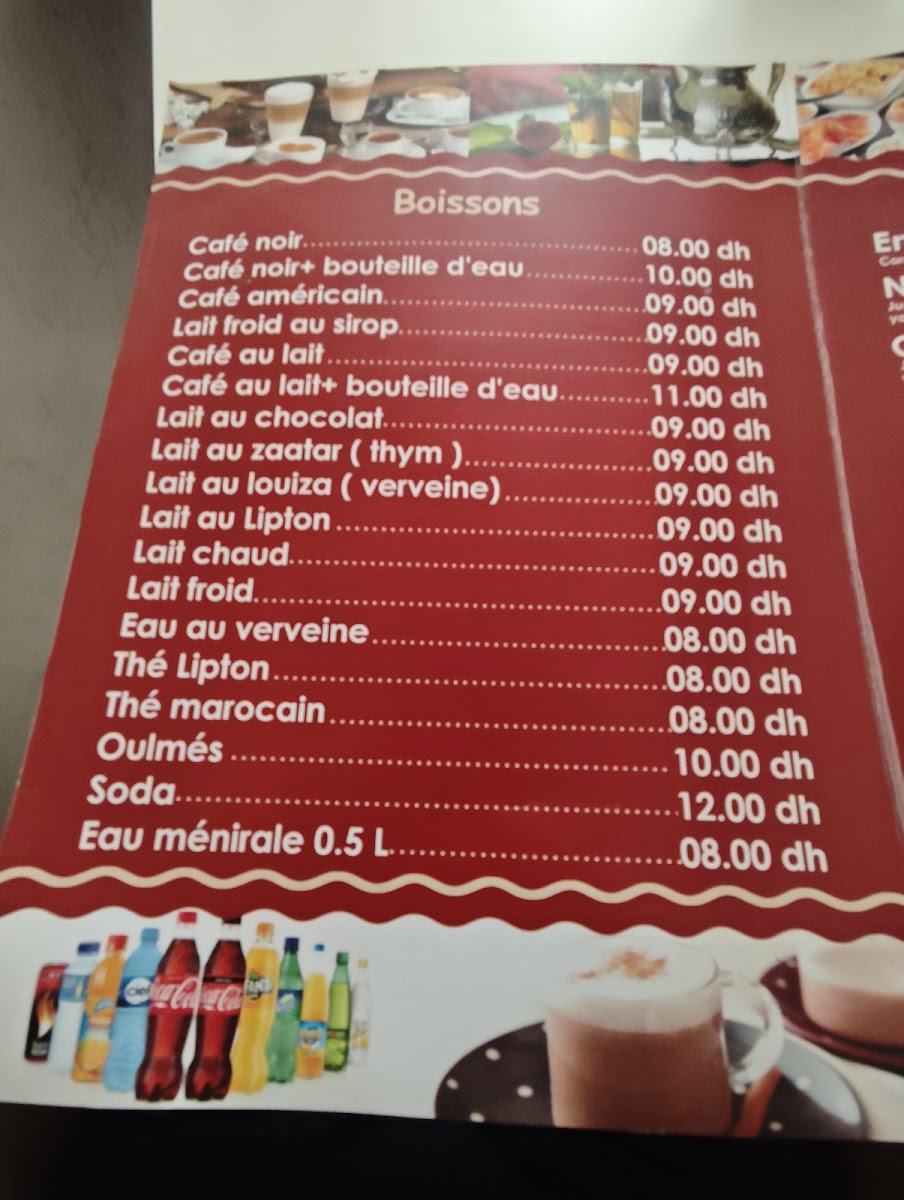 Boissons
Café noir........................................08.00 dh
Café noir+ bouteille d'eau..............10.00 dh
Café américain................................09.00 dh
Lait froid au sirop.............................09.00 dh
Café au lait......................................09.00 dh
Café au lait+ bouteille d'eau..........11.00 dh
Lait au chocolat..............................09.00 dh
Lait au zaatar ( thym ).....................09.00 dh
Lait au louiza ( verveine).................09.00 dh
Lait au Lipton...................................09.00 dh
Lait chaud.......................................09.00 dh
Lait froid...........................................09.00 dh
Eau au verveine...............................08.00 dh
Thé Lipton.........................................08.00 dh
Thé marocain...................................08.00 dh
Oulmés.............................................10.00 dh
Soda..................................................12.00 dh
Eau ménirale 0.5 L...........................08.00 dh
Coca-Cola
Coca-Cola